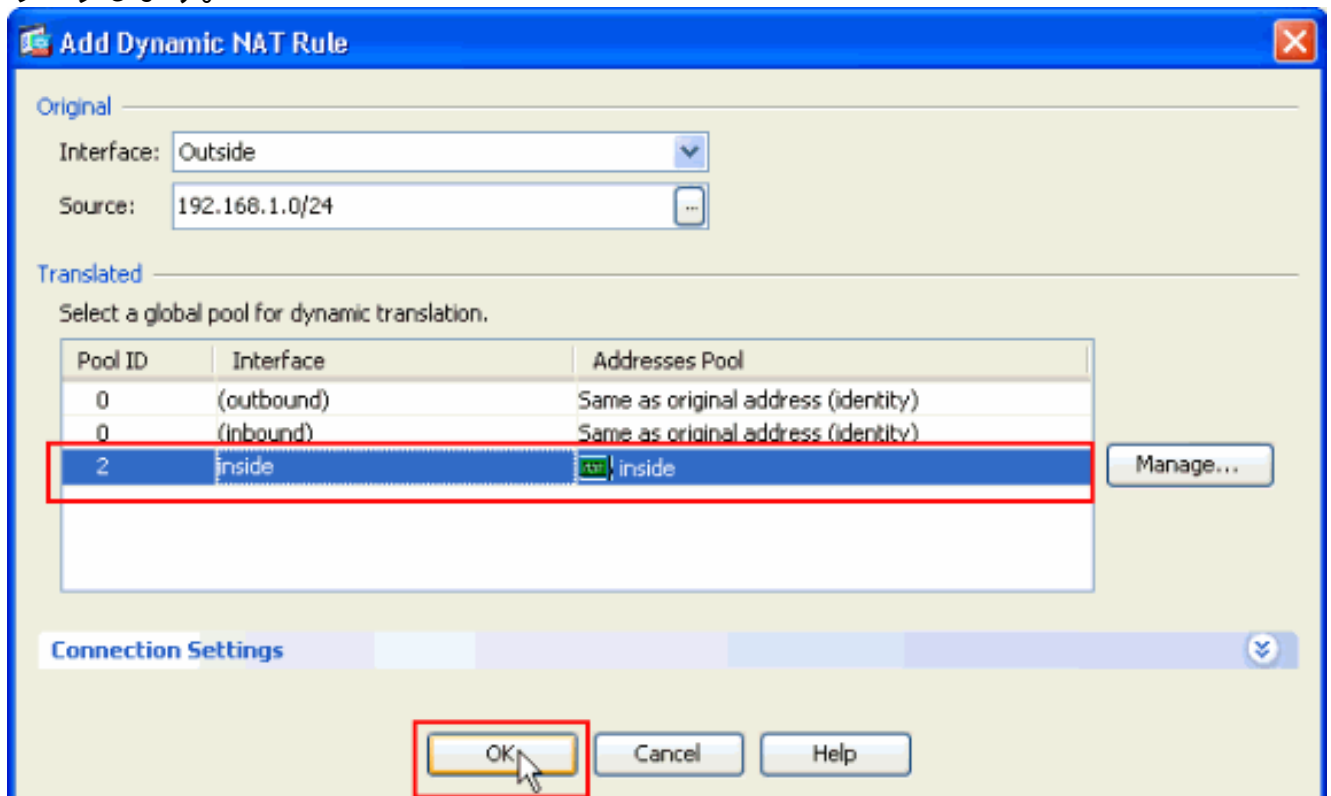 Add Dynamic NAT Rule
Original
Interface: Outside
Source: 192.168.1.0/24 ...
Translated
Select a global pool for dynamic translation.
Pool ID Interface Addresses Pool
0 (outbound) Same as original address (identity)
0 (inbound) Same as original address (identity)
2 inside inside
Manage...
Connection Settings
OK Cancel Help